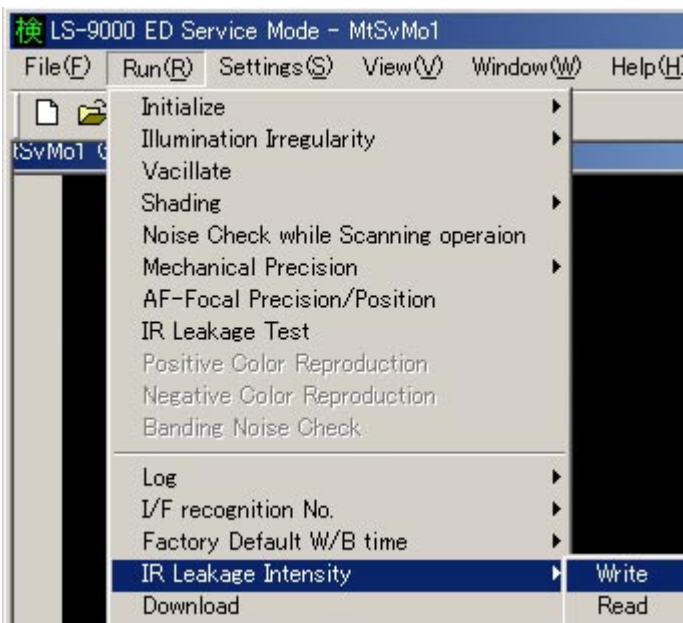 検 LS-9000 ED Service Mode - MtSvMo1
File(F) Run(R) Settings(S) View(V) Window(W) Help(H
tSvMo1
Initialize
Illumination Irregularity
Vacillate
Shading
Noise Check while Scanning operaion
Mechanical Precision
AF-Focal Precision/Position
IR Leakage Test
Positive Color Reproduction
Negative Color Reproduction
Banding Noise Check
Log
I/F recognition No.
Factory Default W/B time
IR Leakage Intensity Write
Download Read